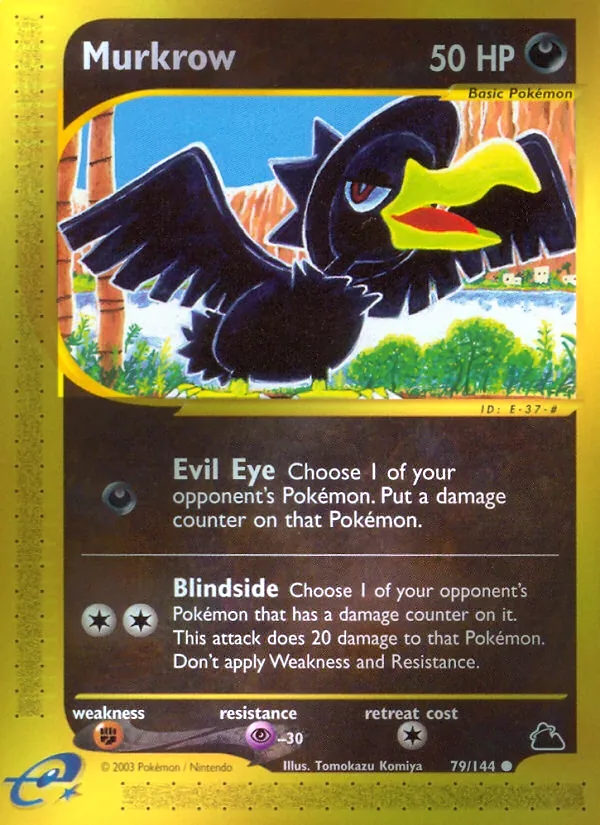 Murkrow 50 HP
Basic Pokémon
ID: E-37-#
Evil Eye Choose 1 of your
opponent's Pokémon. Put a damage
counter on that Pokémon.
Blindside Choose 1 of your opponent's
Pokémon that has a damage counter on it.
This attack does 20 damage to that Pokémon.
Don't apply Weakness and Resistance.
weakness resistance retreat cost
–30
© 2003 Pokémon / Nintendo Illus. Tomokazu Komiya 79/144
e